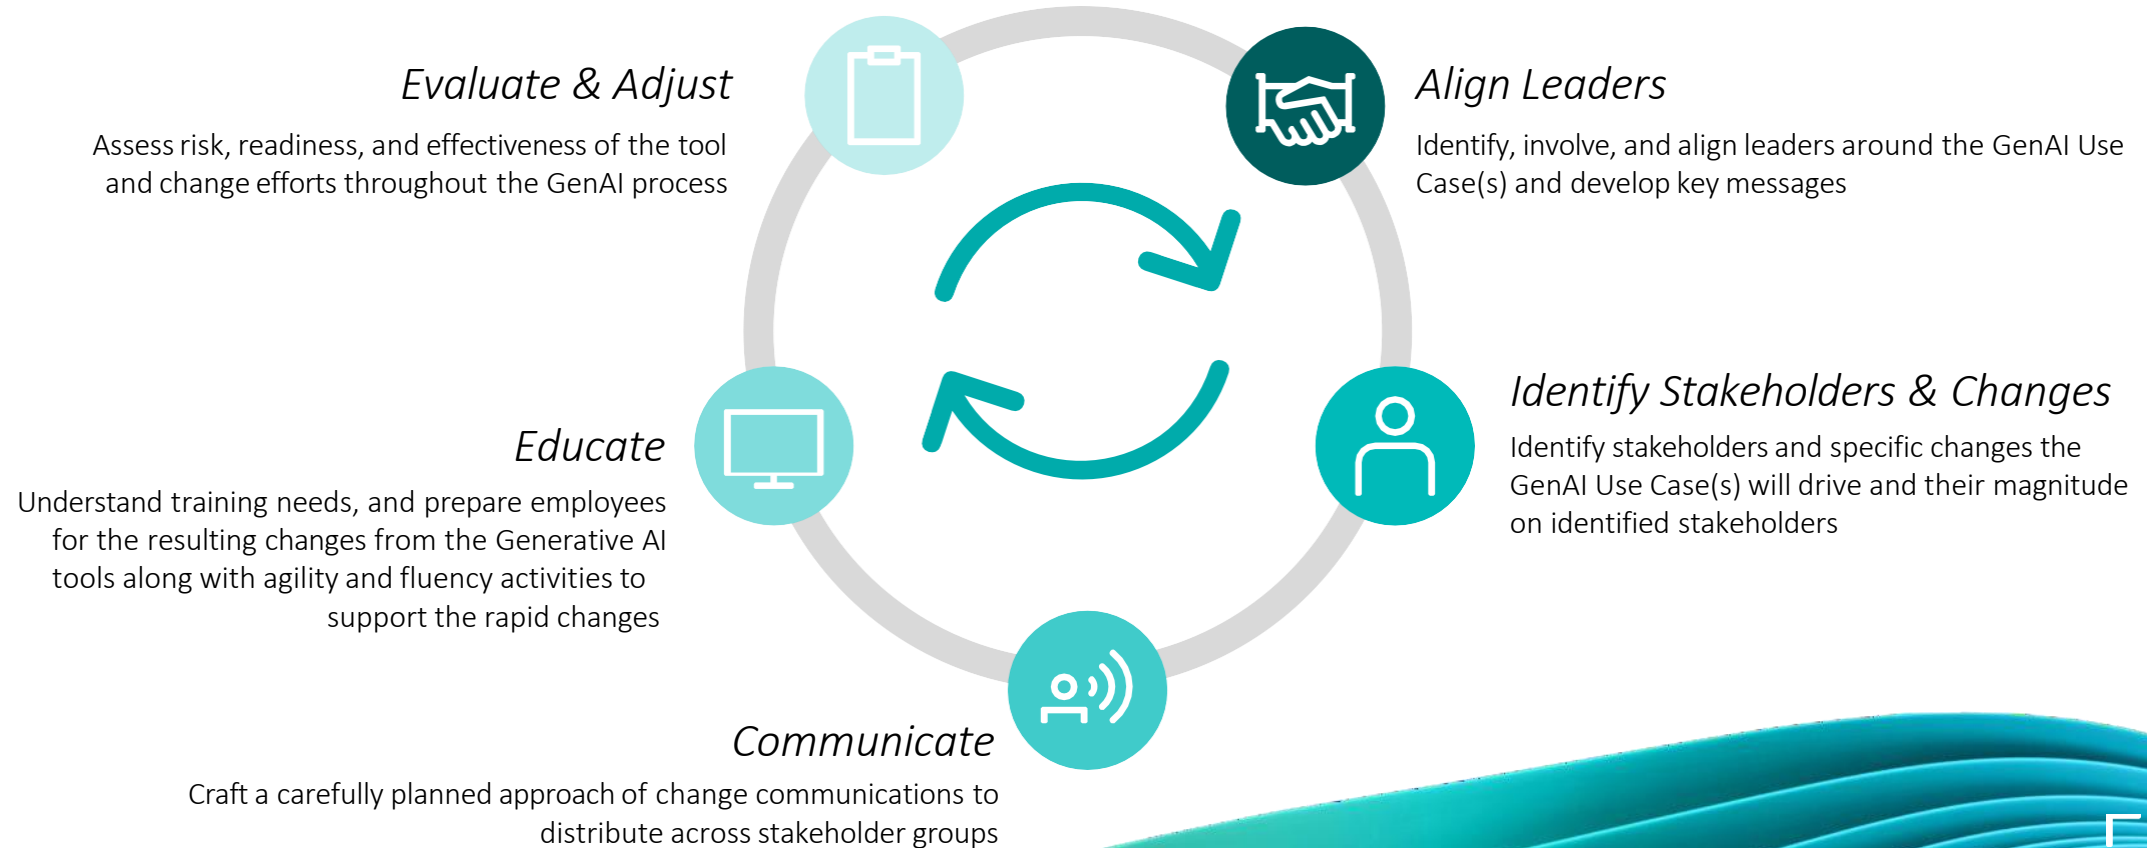 Evaluate & Adjust
Assess risk, readiness, and effectiveness of the tool
and change efforts throughout the GenAI process
Align Leaders
Identify, involve, and align leaders around the GenAI Use
Case(s) and develop key messages
Identify Stakeholders & Changes
Identify stakeholders and specific changes the
GenAI Use Case(s) will drive and their magnitude
on identified stakeholders
Educate
Understand training needs, and prepare employees
for the resulting changes from the Generative AI
tools along with agility and fluency activities to
support the rapid changes
Communicate
Craft a carefully planned approach of change communications to
distribute across stakeholder groups